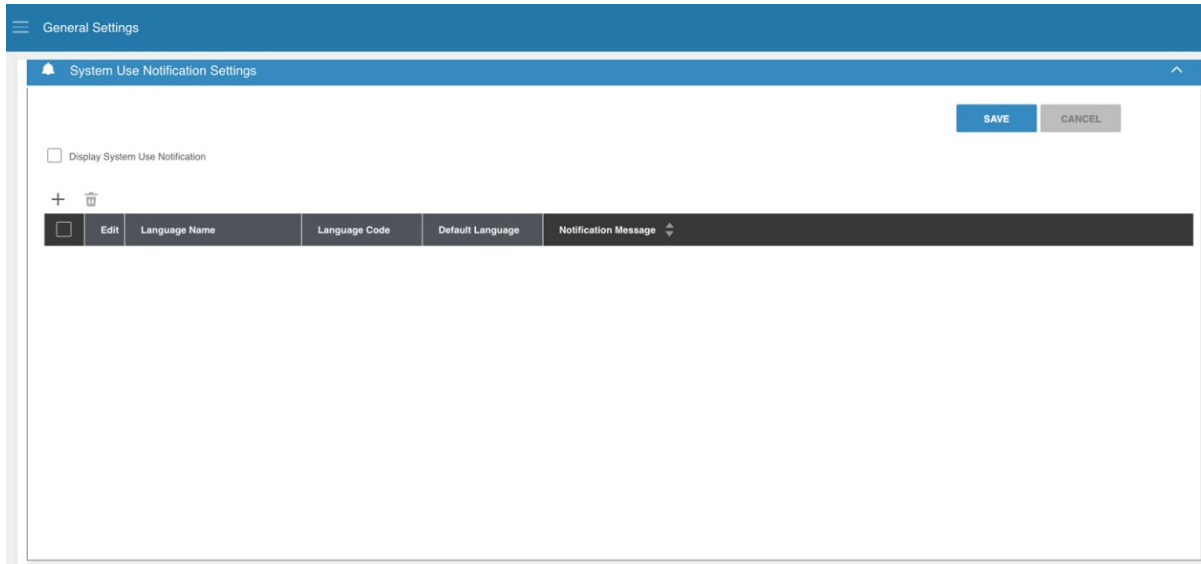 General Settings
System Use Notification Settings
SAVE CANCEL
Display System Use Notification
Edit Language Name Language Code Default Language Notification Message